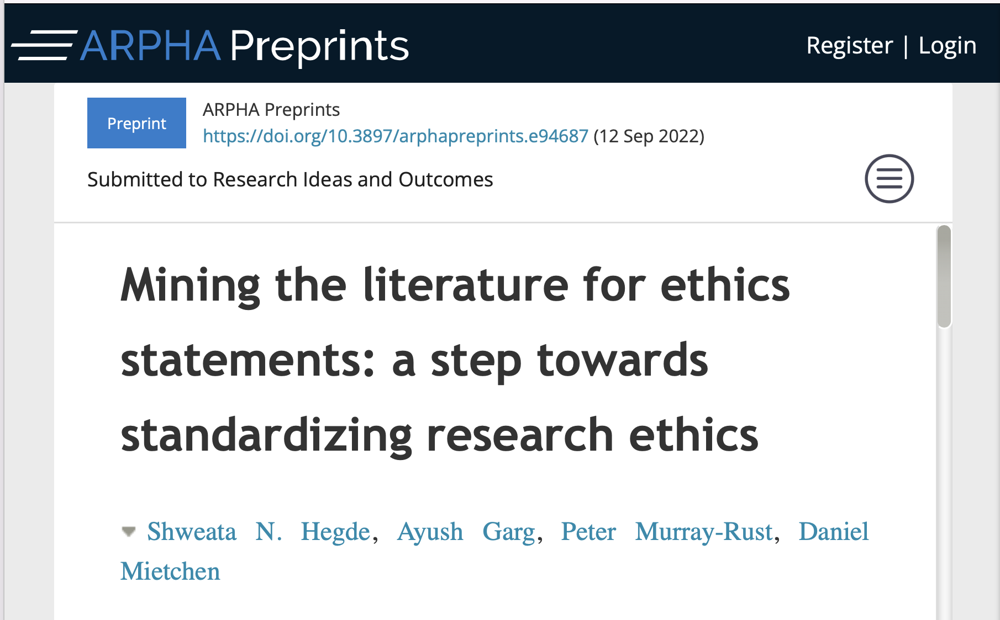 ARPHA Preprints
Register | Login
Preprint
ARPHA Preprints
https://doi.org/10.3897/arphapreprints.e94687 (12 Sep 2022)
Submitted to Research Ideas and Outcomes
Mining the literature for ethics
statements: a step towards
standardizing research ethics
Shweata N. Hegde, Ayush Garg, Peter Murray-Rust, Daniel
Mietchen